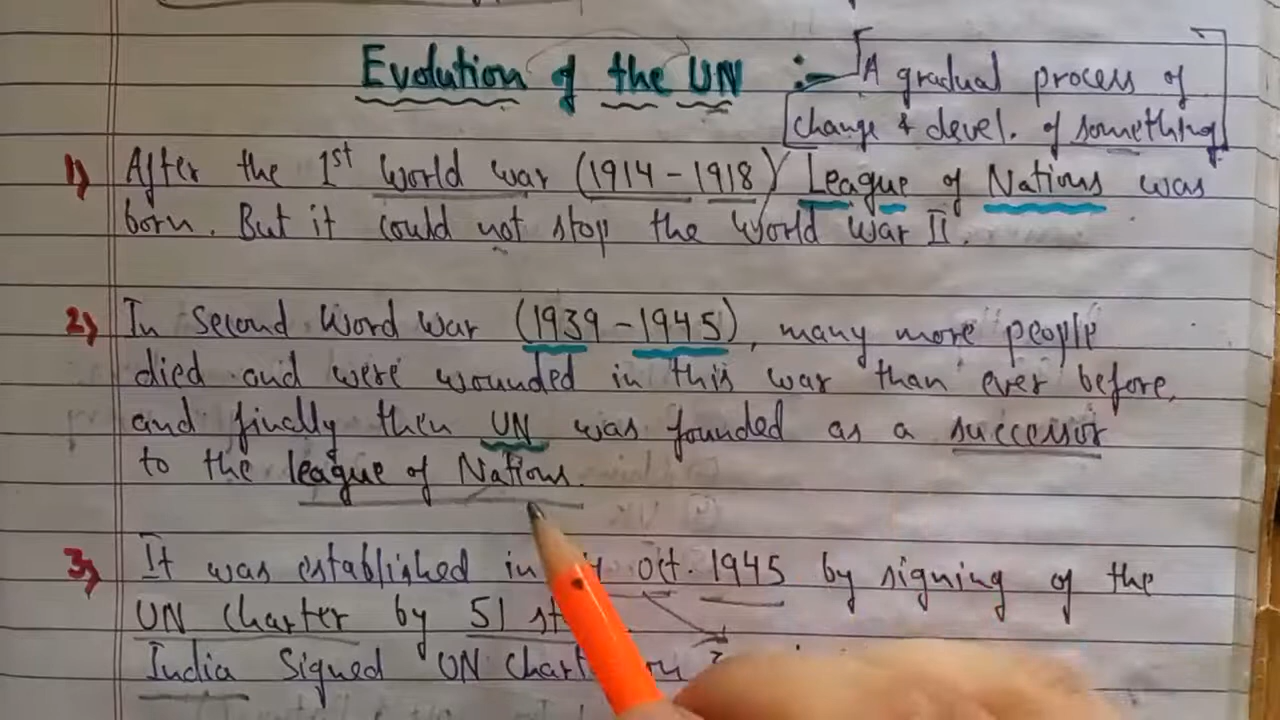 Evolution of the UN :- A gradual process of
change & devel. of something
1) After the 1st World War (1914-1918) League of Nations was
born. But it could not stop the World War II.
2) In Second Word War (1939-1945), many more people
died and were wounded in this war than ever before,
and finally then UN was founded as a successor
to the league of Nations.
3) It was established in oct. 1945 by signing of the
UN Charter by 51
India Signed UN